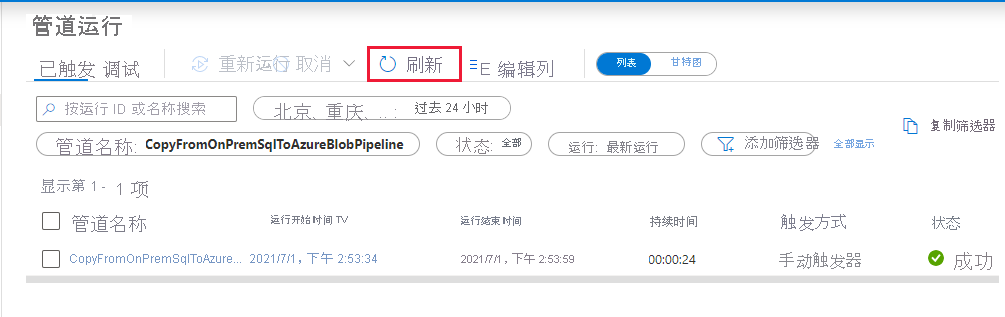 管道运行
已触发 调试 重新运行 取消 刷新 E 编辑列 列表 甘特图
按运行 ID 或名称搜索 北京、重庆、... : 过去 24 小时
复制筛选器
管道名称: CopyFromOnPremSqlToAzureBlobPipeline 状态: 全部 运行: 最新运行 添加筛选器 全部显示
显示第 1 - 1 项
管道名称 运行开始时间 TV 运行结束时间 持续时间 触发方式 状态
CopyFromOnPremSqlToAzure... 2021/7/1, 下午 2:53:34 2021/7/1, 下午 2:53:59 00:00:24 手动触发器 成功